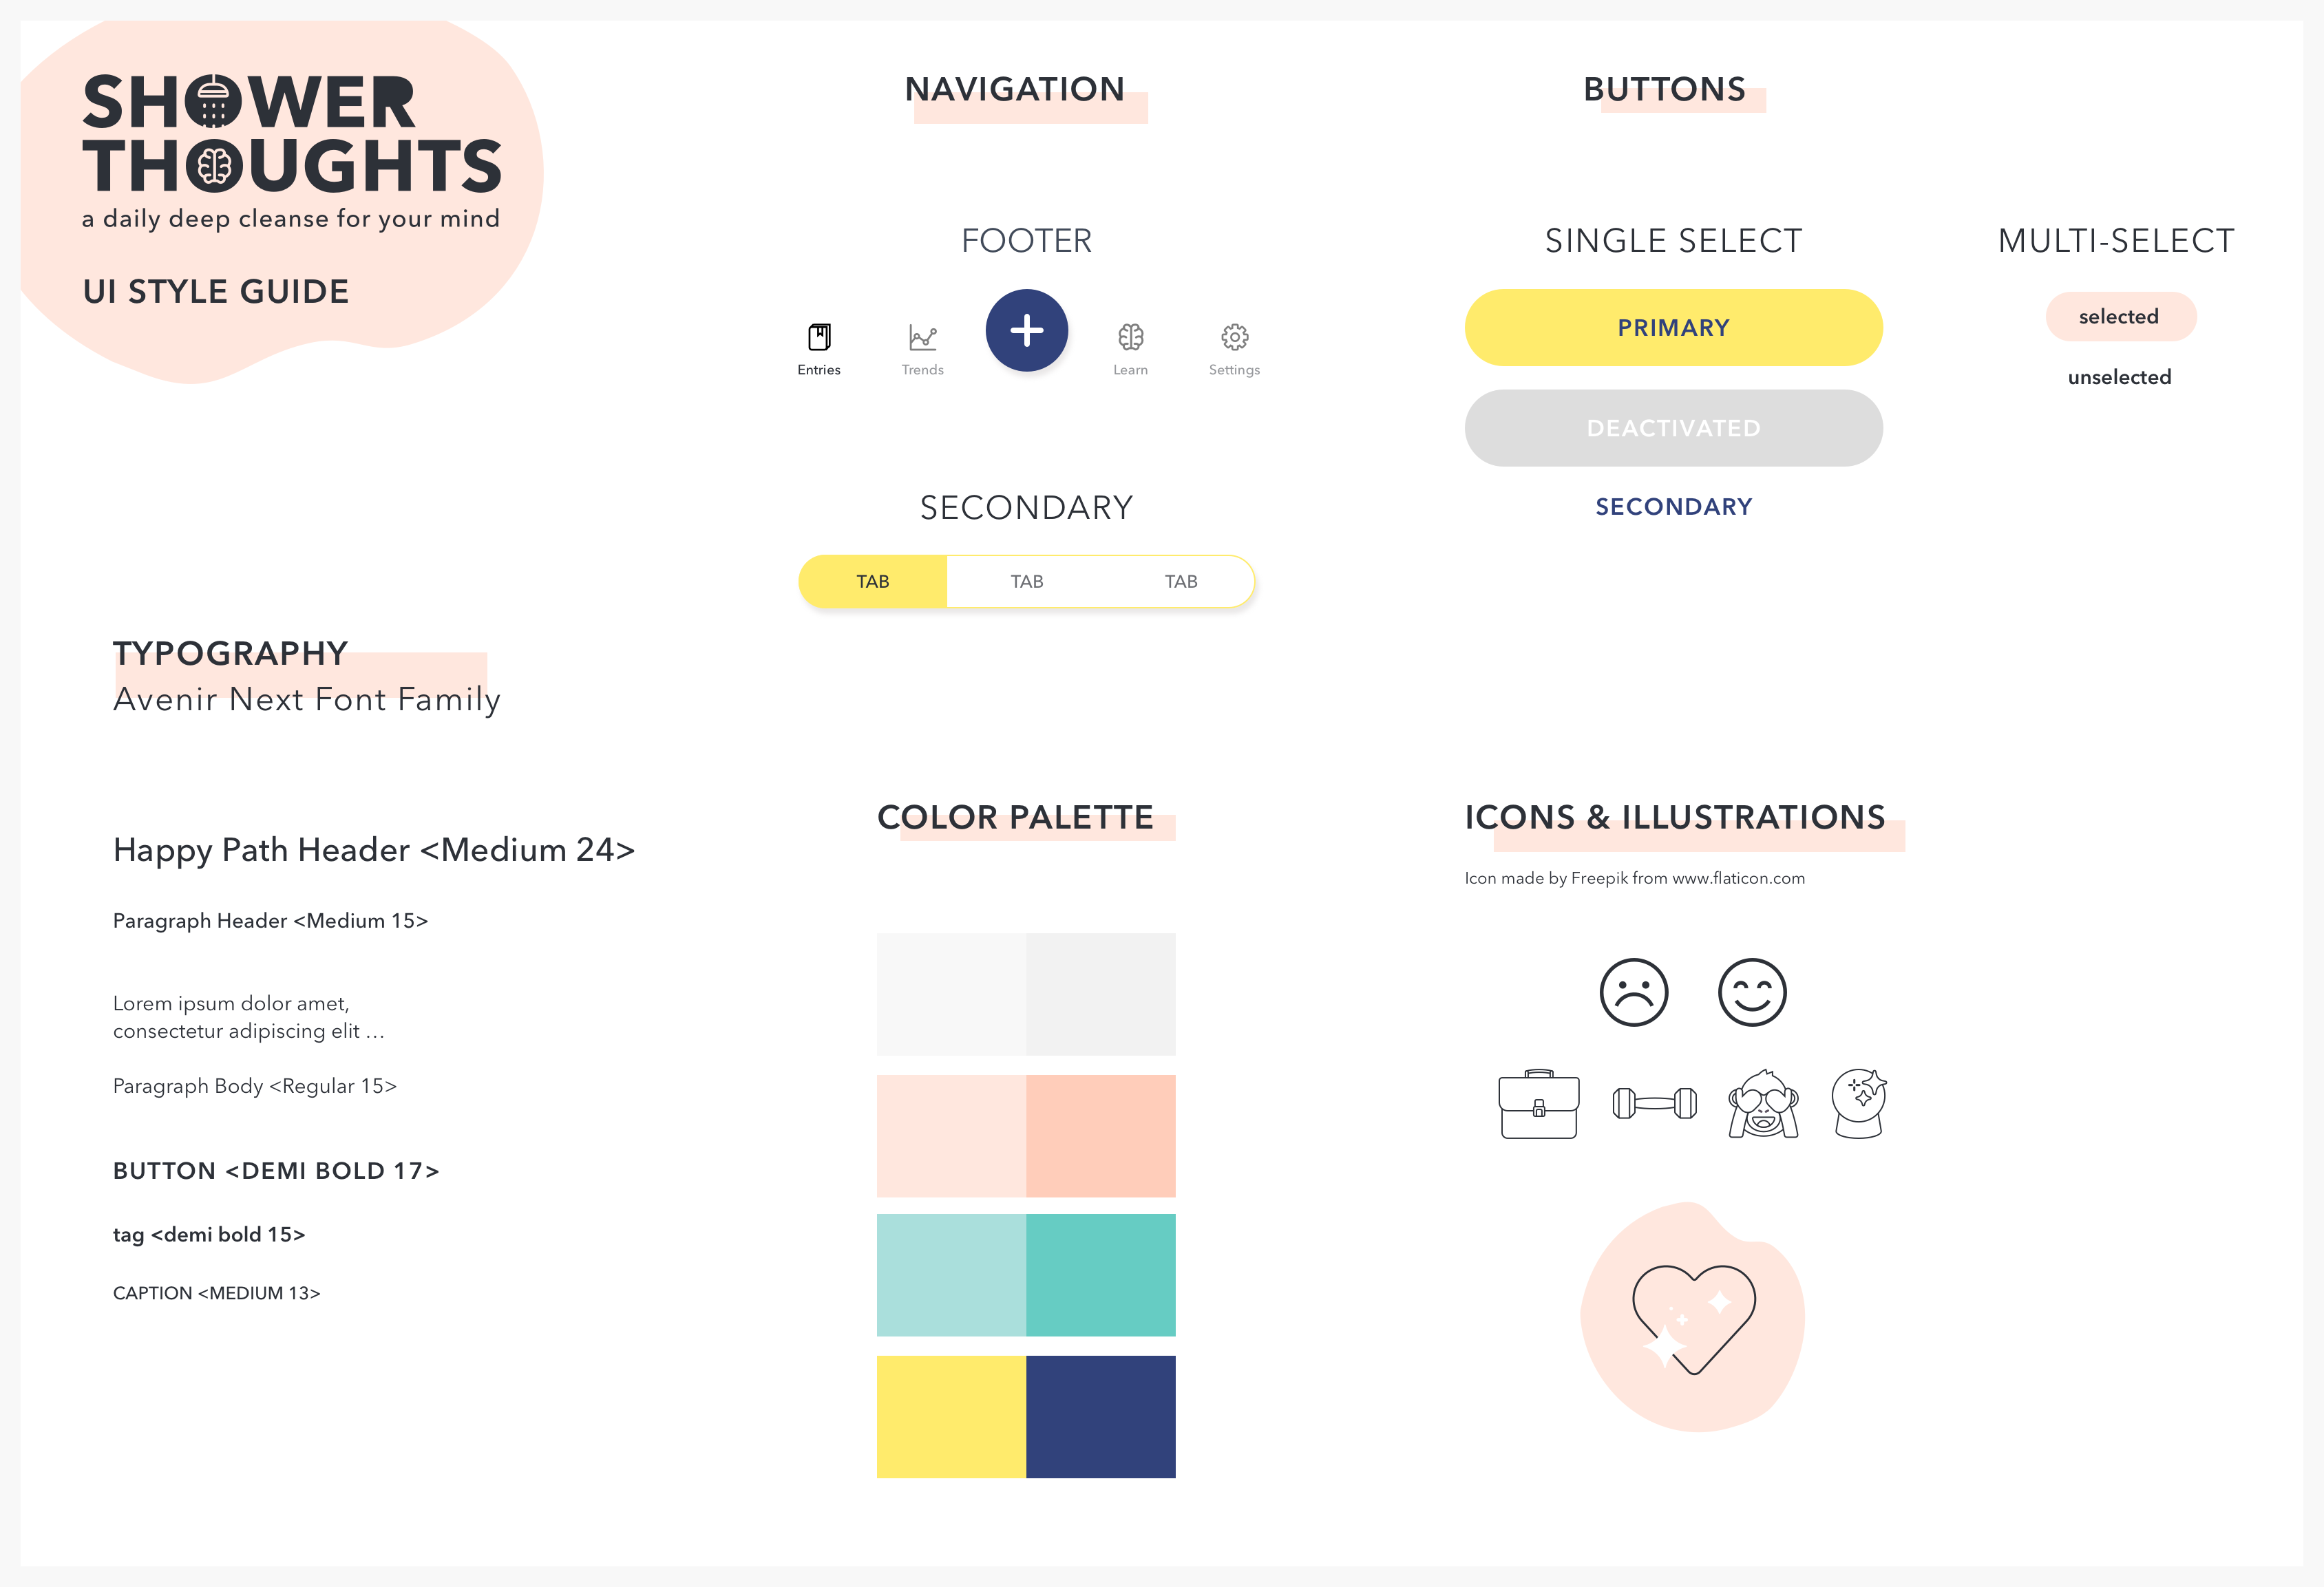 SHOWER
THOUGHTS
a daily deep cleanse for your mind
UI STYLE GUIDE
TYPOGRAPHY
Avenir Next Font Family
Happy Path Header <Medium 24>
Paragraph Header <Medium 15>
Lorem ipsum dolor amet,
consectetur adipiscing elit …
Paragraph Body <Regular 15>
BUTTON <DEMI BOLD 17>
tag <demi bold 15>
CAPTION <MEDIUM 13>
NAVIGATION
FOOTER
Entries Trends Learn Settings
SECONDARY
TAB TAB TAB
COLOR PALETTE
BUTTONS
SINGLE SELECT
PRIMARY
DEACTIVATED
SECONDARY
MULTI-SELECT
selected
unselected
ICONS & ILLUSTRATIONS
Icon made by Freepik from www.flaticon.com